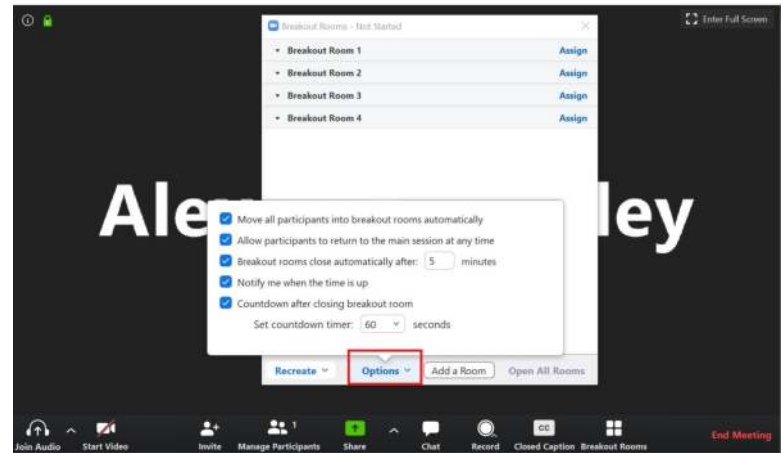 Enter Full Screen
Breakout Rooms - Not Started
Breakout Room 1 Assign
Breakout Room 2 Assign
Breakout Room 3 Assign
Breakout Room 4 Assign
Ale ley
Move all participants into breakout rooms automatically
Allow participants to return to the main session at any time
Breakout rooms close automatically after: 5 minutes
Notify me when the time is up
Countdown after closing breakout room
Set countdown timer: 60 seconds
Recreate Options Add a Room Open All Rooms
1
CC
Join Audio Start Video Invite Manage Participants Share Chat Record Closed Caption Breakout Rooms End Meeting